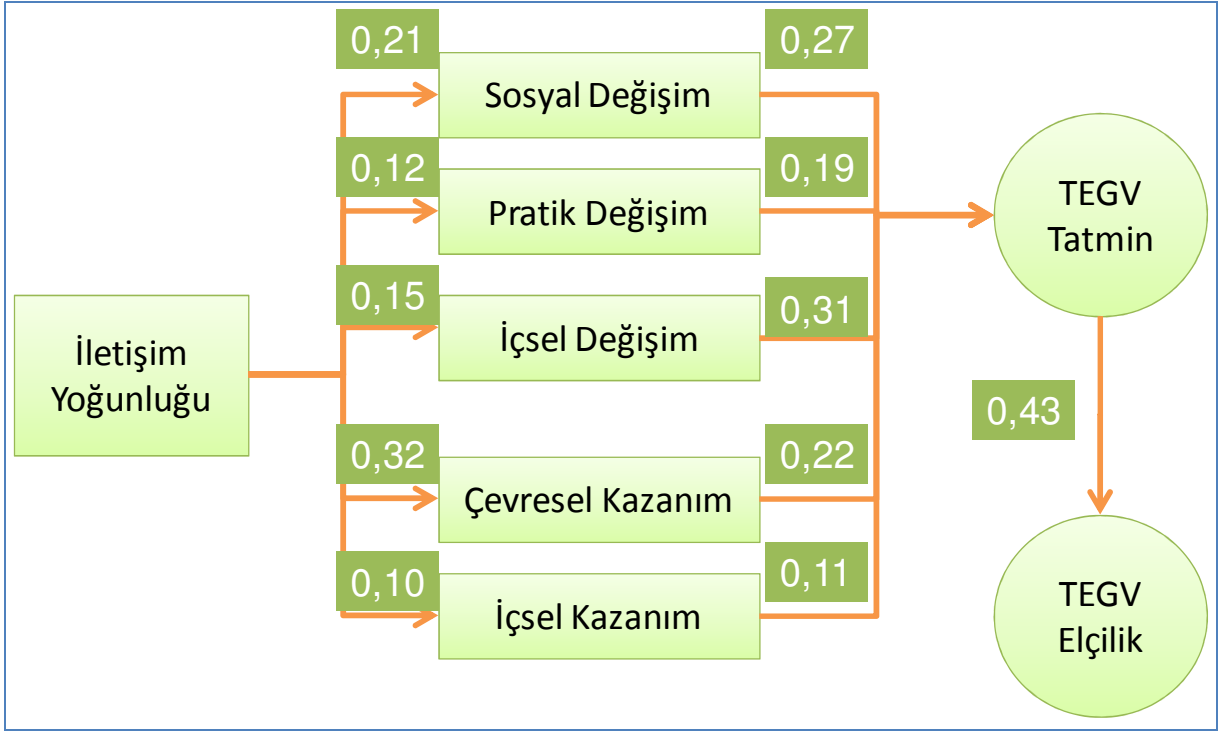 0,21
0,27
Sosyal Değişim
0,12
0,19
Pratik Değişim
TEGV
Tatmin
0,15
0,31
İçsel Değişim
İletişim
Yoğunluğu
0,43
0,32
0,22
Çevresel Kazanım
0,10
0,11
İçsel Kazanım
TEGV
Elçilik